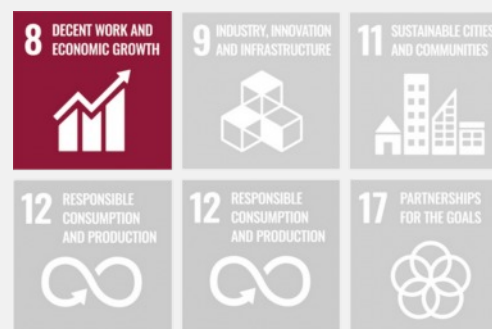 8 DECENT WORK AND
ECONOMIC GROWTH
9 INDUSTRY, INNOVATION
AND INFRASTRUCTURE
11 SUSTAINABLE CITIES
AND COMMUNITIES
12 RESPONSIBLE
CONSUMPTION
AND PRODUCTION
12 RESPONSIBLE
CONSUMPTION
AND PRODUCTION
17 PARTNERSHIPS
FOR THE GOALS